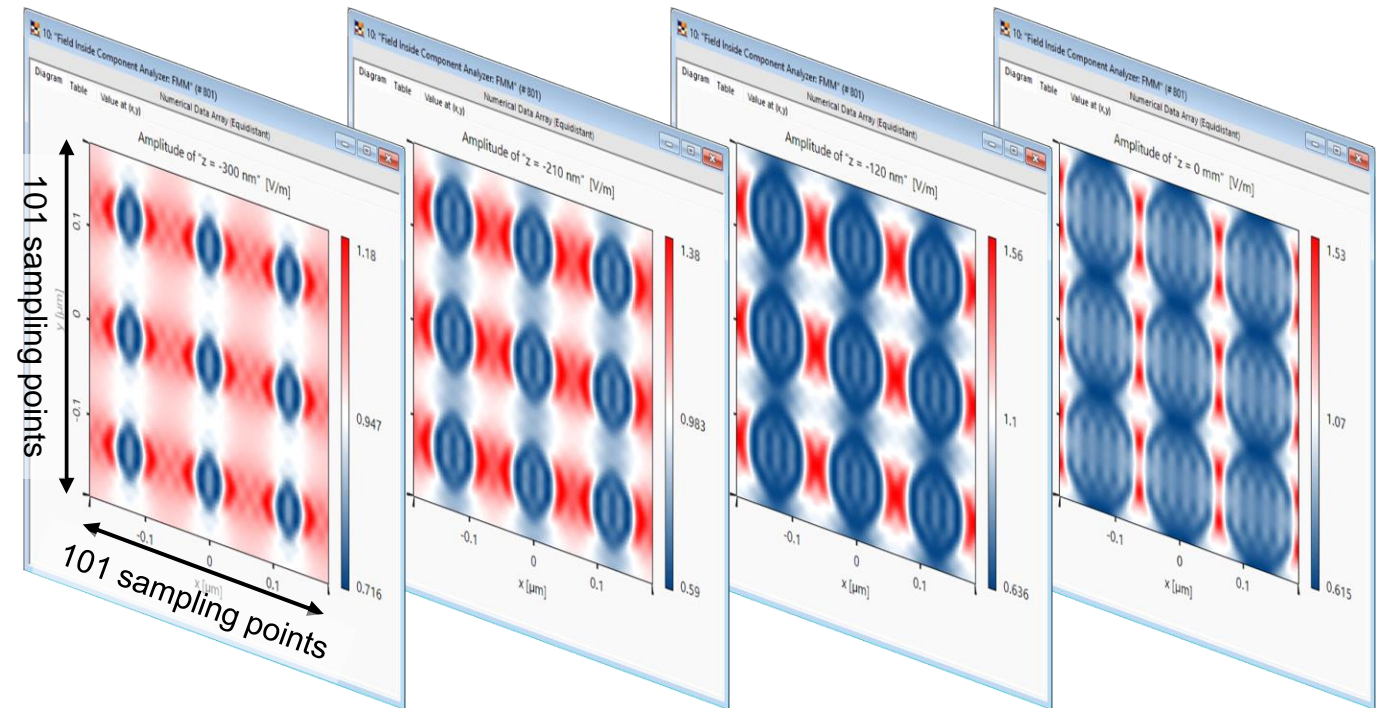 10: "Field Inside Component Analyzer: FMM" (# 801)
Diagram Table Value at (x,y)
Numerical Data Array (Equidistant)
Amplitude of "z = -300 nm" [V/m]
101 sampling points
0.1
0
-0.1
y [µm]
-0.1
0
0.1
x [µm]
101 sampling points
1.18
0.947
0.716
10: "Field Inside Component Analyzer: FMM" (# 801)
Diagram Table Value at (x,y)
Numerical Data Array (Equidistant)
Amplitude of "z = -210 nm" [V/m]
-0.1
0
0.1
x [µm]
1.38
0.983
0.59
10: "Field Inside Component Analyzer: FMM" (# 801)
Diagram Table Value at (x,y)
Numerical Data Array (Equidistant)
Amplitude of "z = -120 nm" [V/m]
-0.1
0
0.1
x [µm]
1.56
1.1
0.636
10: "Field Inside Component Analyzer: FMM" (# 801)
Diagram Table Value at (x,y)
Numerical Data Array (Equidistant)
Amplitude of "z = 0 mm" [V/m]
-0.1
0
0.1
x [µm]
1.53
1.07
0.615